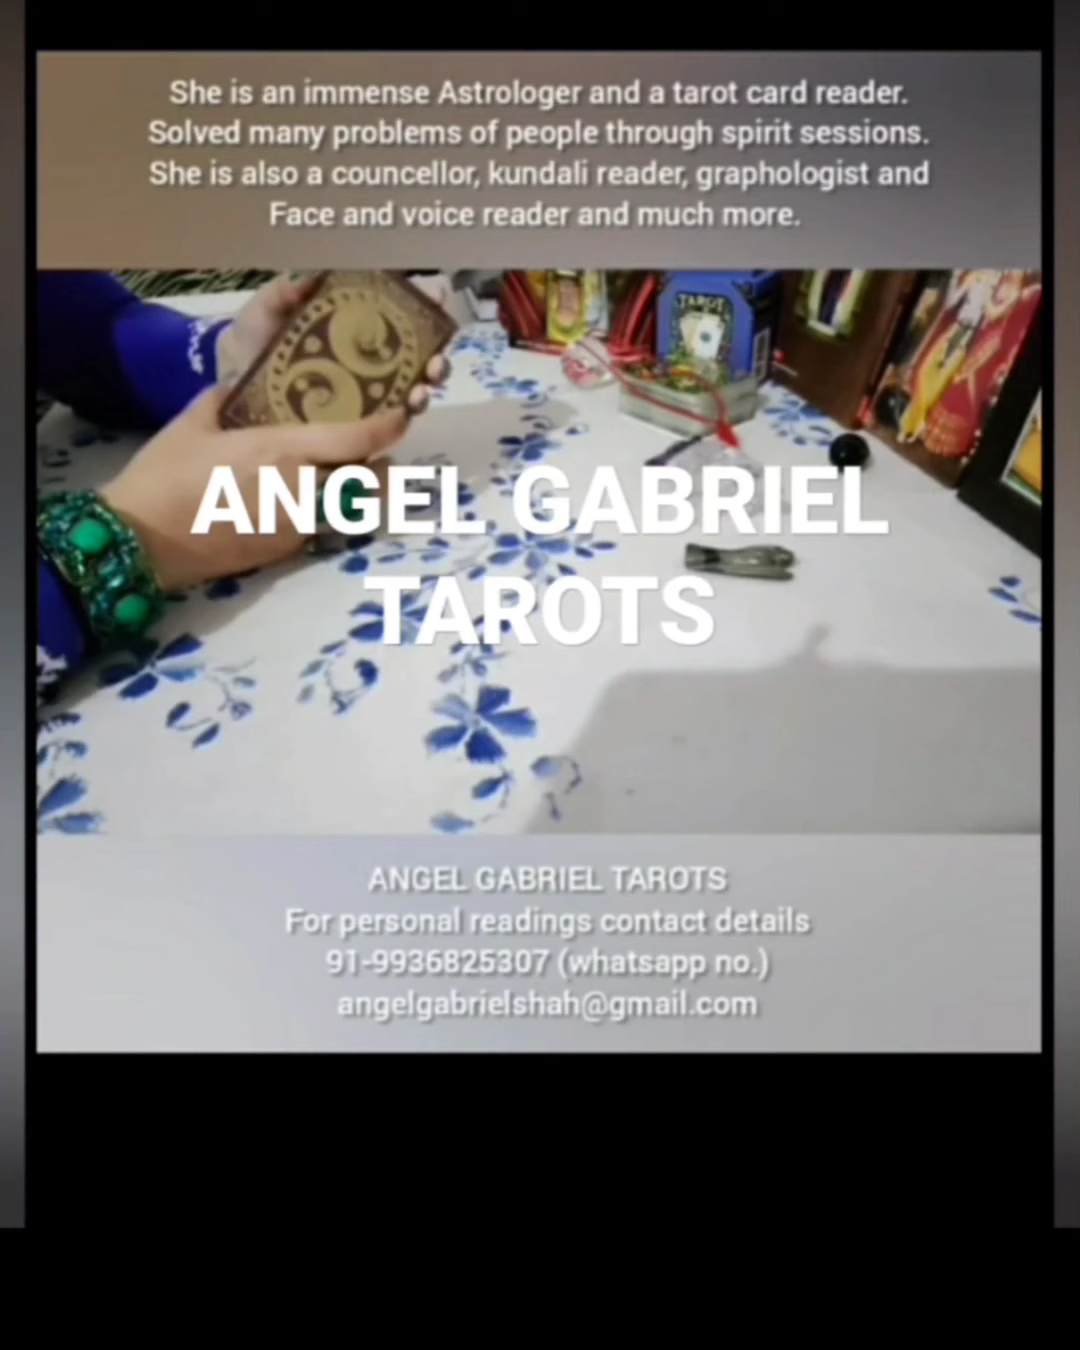 She is an immense Astrologer and a tarot card reader.
Solved many problems of people through spirit sessions.
She is also a councellor, kundali reader, graphologist and
Face and voice reader and much more.
TAROT
ANGEL GABRIEL
TAROTS
ANGEL GABRIEL TAROTS
For personal readings contact details
91-9936825307 (whatsapp no.)
angelgabrielshah@gmail.com